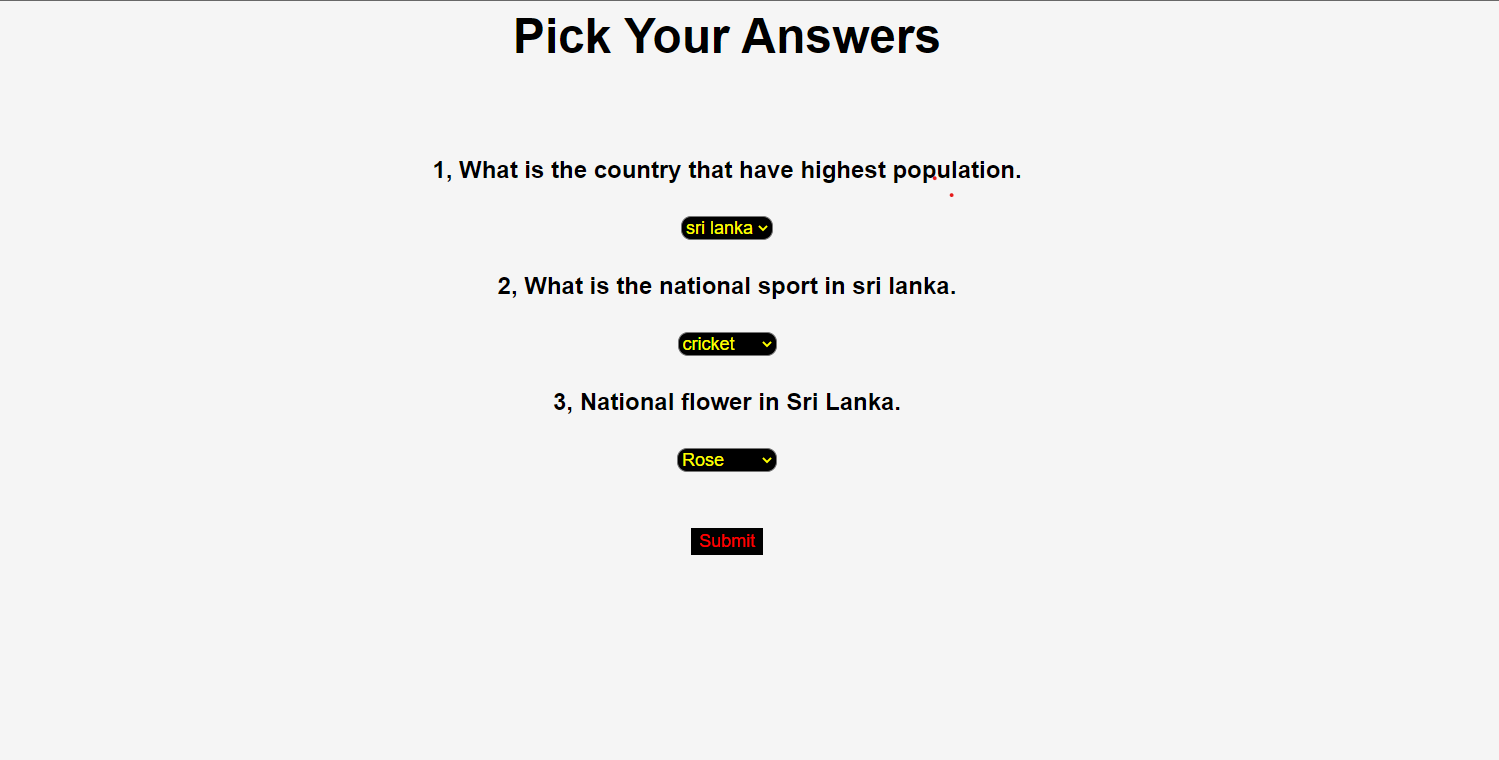 Pick Your Answers
1, What is the country that have highest population.
sri lanka
2, What is the national sport in sri lanka.
cricket
3, National flower in Sri Lanka.
Rose
Submit